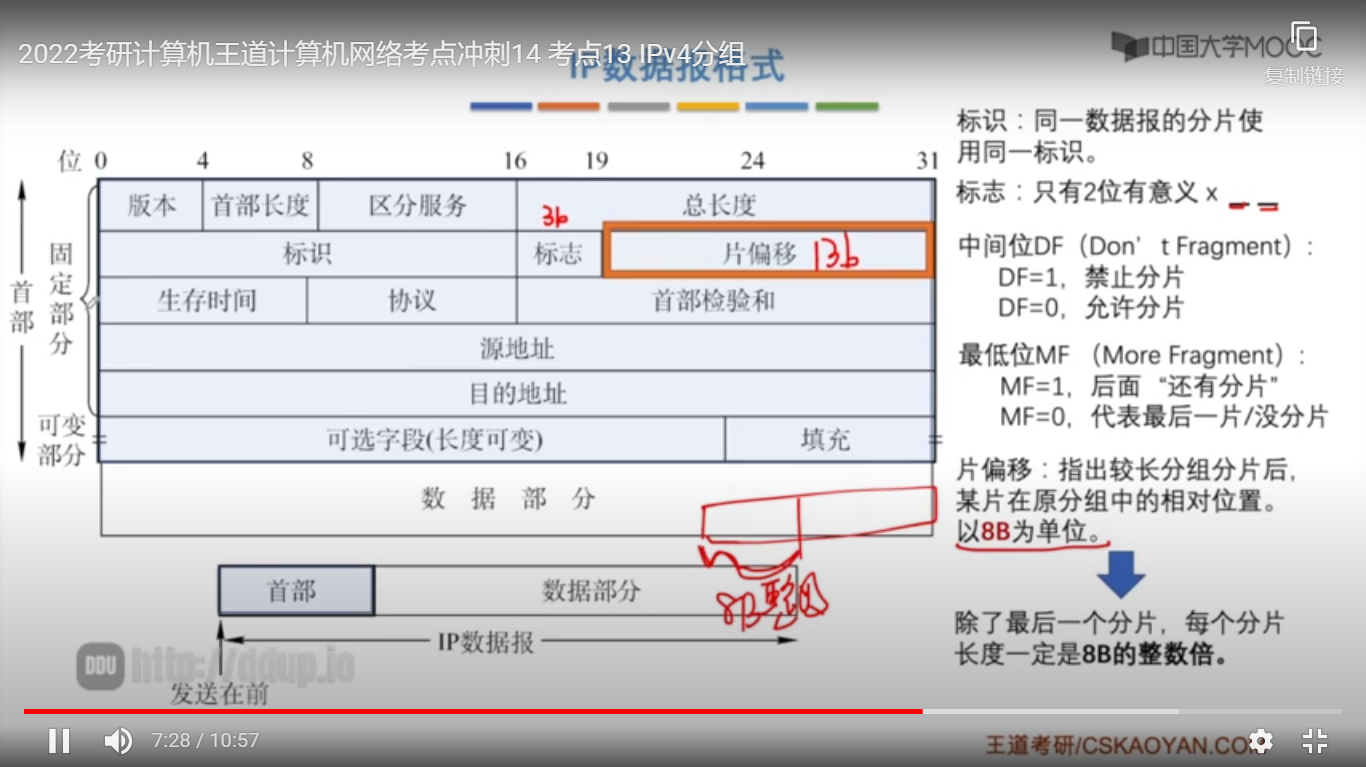 2022考研计算机王道计算机网络考点冲刺14 考点13 IPv4分组
IP数据报格式
中国大学MOOC
复制链接
位 0 4 8 16 19 24 31
版本 首部长度 区分服务 总长度
3b
标识 标志 片偏移 13b
生存时间 协议 首部检验和
源地址
目的地址
可选字段(长度可变) 填充
数据部分
首部
固定部分
可变部分
首部 数据部分
8B整
IP数据报
发送在前
标识：同一数据报的分片使
用同一标识。
标志：只有2位有意义 x _ _
中间位DF（Don't Fragment）:
DF=1，禁止分片
DF=0，允许分片
最低位MF （More Fragment）:
MF=1，后面“还有分片”
MF=0，代表最后一片/没分片
片偏移：指出较长分组分片后，
某片在原分组中的相对位置。
以8B为单位。
除了最后一个分片，每个分片
长度一定是8B的整数倍。
DDU http://ddup.io
7:28 / 10:57
王道考研/CSKAOYAN.COM